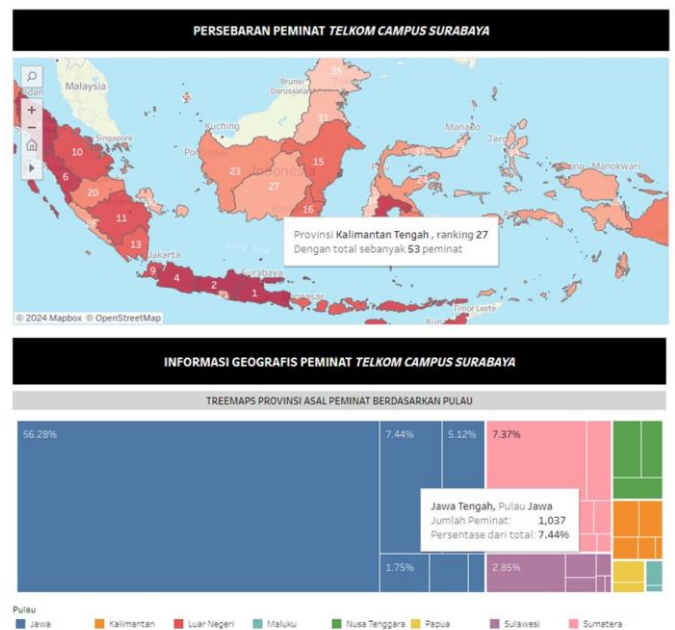 PERSEBARAN PEMINAT TELKOM CAMPUS SURABAYA
Malaysia
Brunei
Darussalam
35
Kuching
31
Singapore
Manado
10
15
Manokwari
6
23
Indonesia
20
27
11
16
13
Provinsi Kalimantan Tengah , ranking 27
Dengan total sebanyak 53 peminat
Jakarta
Java Sea
9
4
Surabaya
2
1
Timor Leste
© 2024 Mapbox © OpenStreetMap
INFORMASI GEOGRAFIS PEMINAT TELKOM CAMPUS SURABAYA
TREEMAPS PROVINSI ASAL PEMINAT BERDASARKAN PULAU
56.28% 7.44% 5.12% 7.37%
Jawa Tengah, Pulau Jawa
Jumlah Peminat: 1,037
Persentase dari total: 7.44%
1.75% 2.85%
Pulau
Jawa Kalimantan Luar Negeri Maluku Nusa Tenggara Papua Sulawesi Sumatera